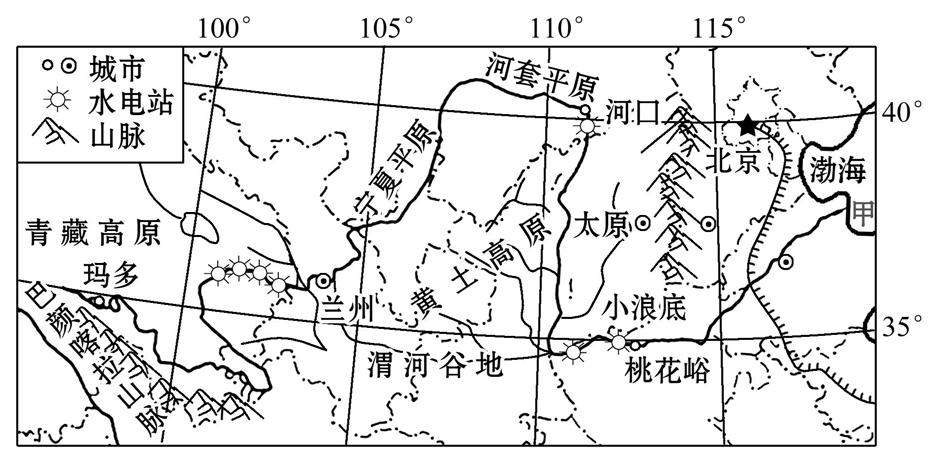 100° 105° 110° 115°
城市
水电站
山脉
河套平原
河口
40°
北京
渤海
宁夏平原
甲
青藏高原
太原
黄土高原
玛多
兰州
小浪底
35°
巴颜喀拉山脉
渭河谷地
桃花峪